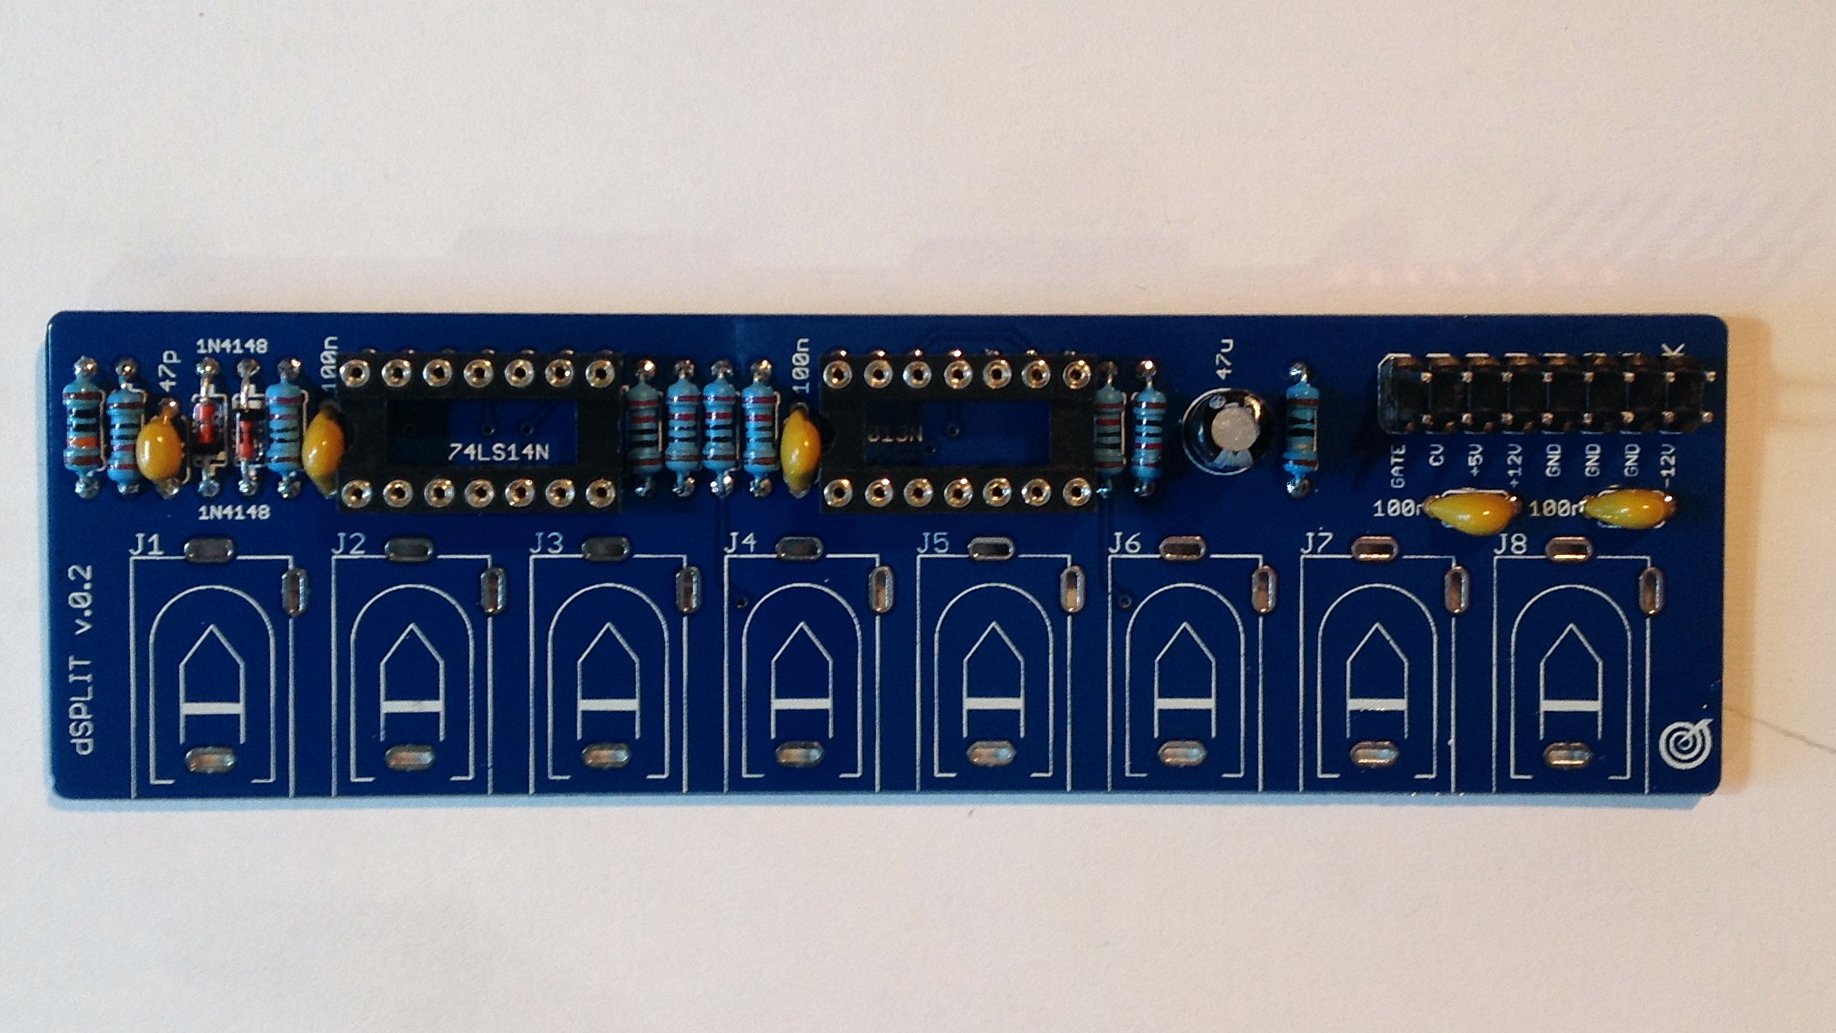 47p
1N4148
1N4148
100n
74LS14N
100n
013N
47u
K
GATE
CV
+5V
+12V
GND
GND
GND
-12V
100n
100n
J1
J2
J3
J4
J5
J6
J7
J8
dSPLIT v.0.2